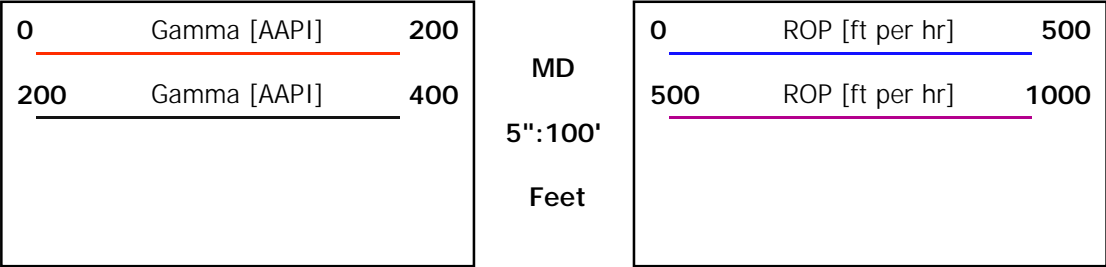 0 Gamma [AAPI] 200
200 Gamma [AAPI] 400
MD
5":100'
Feet
0 ROP [ft per hr] 500
500 ROP [ft per hr] 1000